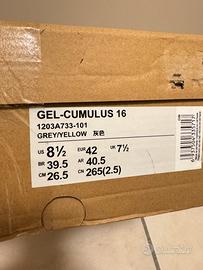 GEL-CUMULUS 16
1203A733-101
GREY/YELLOW 灰色
US 8½ EUR 42 UK 7½
BR 39.5 AR 40.5
CM 26.5 CN 265(2.5)
subito